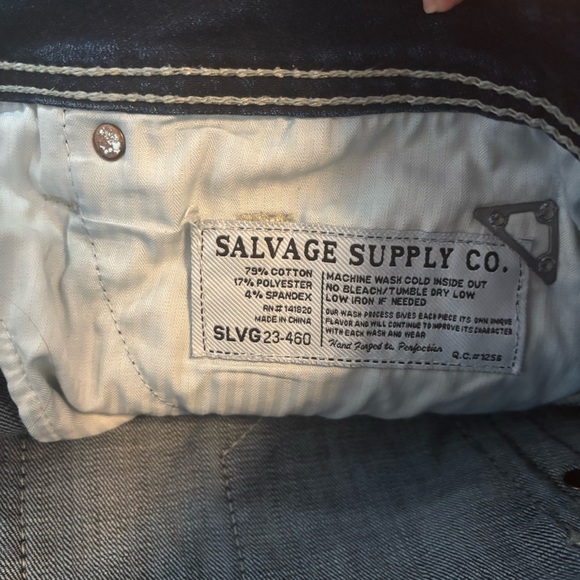 SALVAGE SUPPLY CO.
79% COTTON
17% POLYESTER
4% SPANDEX
RN# 141820
MADE IN CHINA
SLVG23-460
MACHINE WASH COLD INSIDE OUT
NO BLEACH/TUMBLE DRY LOW
LOW IRON IF NEEDED
OUR WASH PROCESS GIVES EACH PIECE ITS OWN UNIQUE
FLAVOR AND WILL CONTINUE TO IMPROVE ITS CHARACTER
WITH EACH WASH AND WEAR
Hand Forged to Perfection
Q.C.#1256